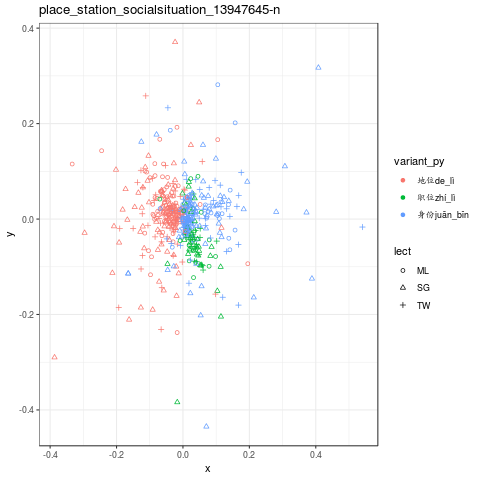 place_station_socialsituation_13947645-n
0.4
0.2
0.0
-0.2
-0.4
y
-0.4
-0.2
0.0
0.2
0.4
x
variant_py
地位de_lì
职位zhí_lì
身份juān_bīn
lect
ML
SG
TW